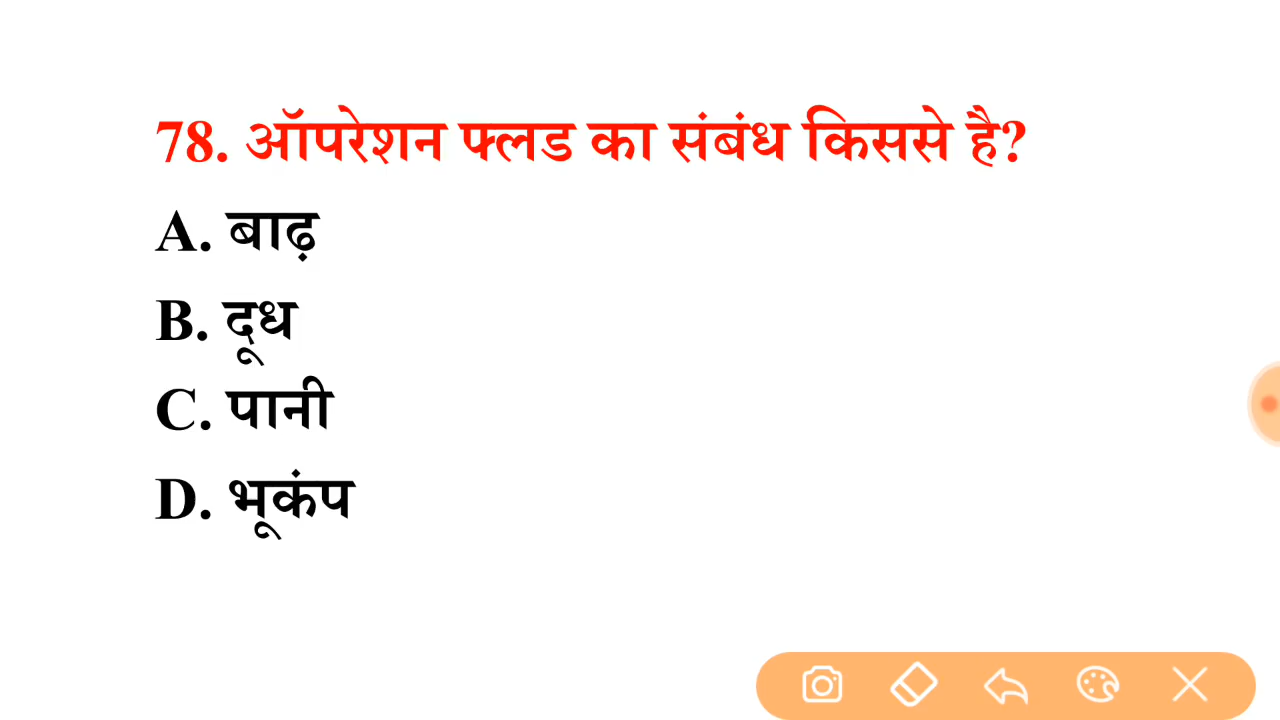 78. ऑपरेशन फ्लड का संबंध किससे है?
A. बाढ़
B. दूध
C. पानी
D. भूकंप